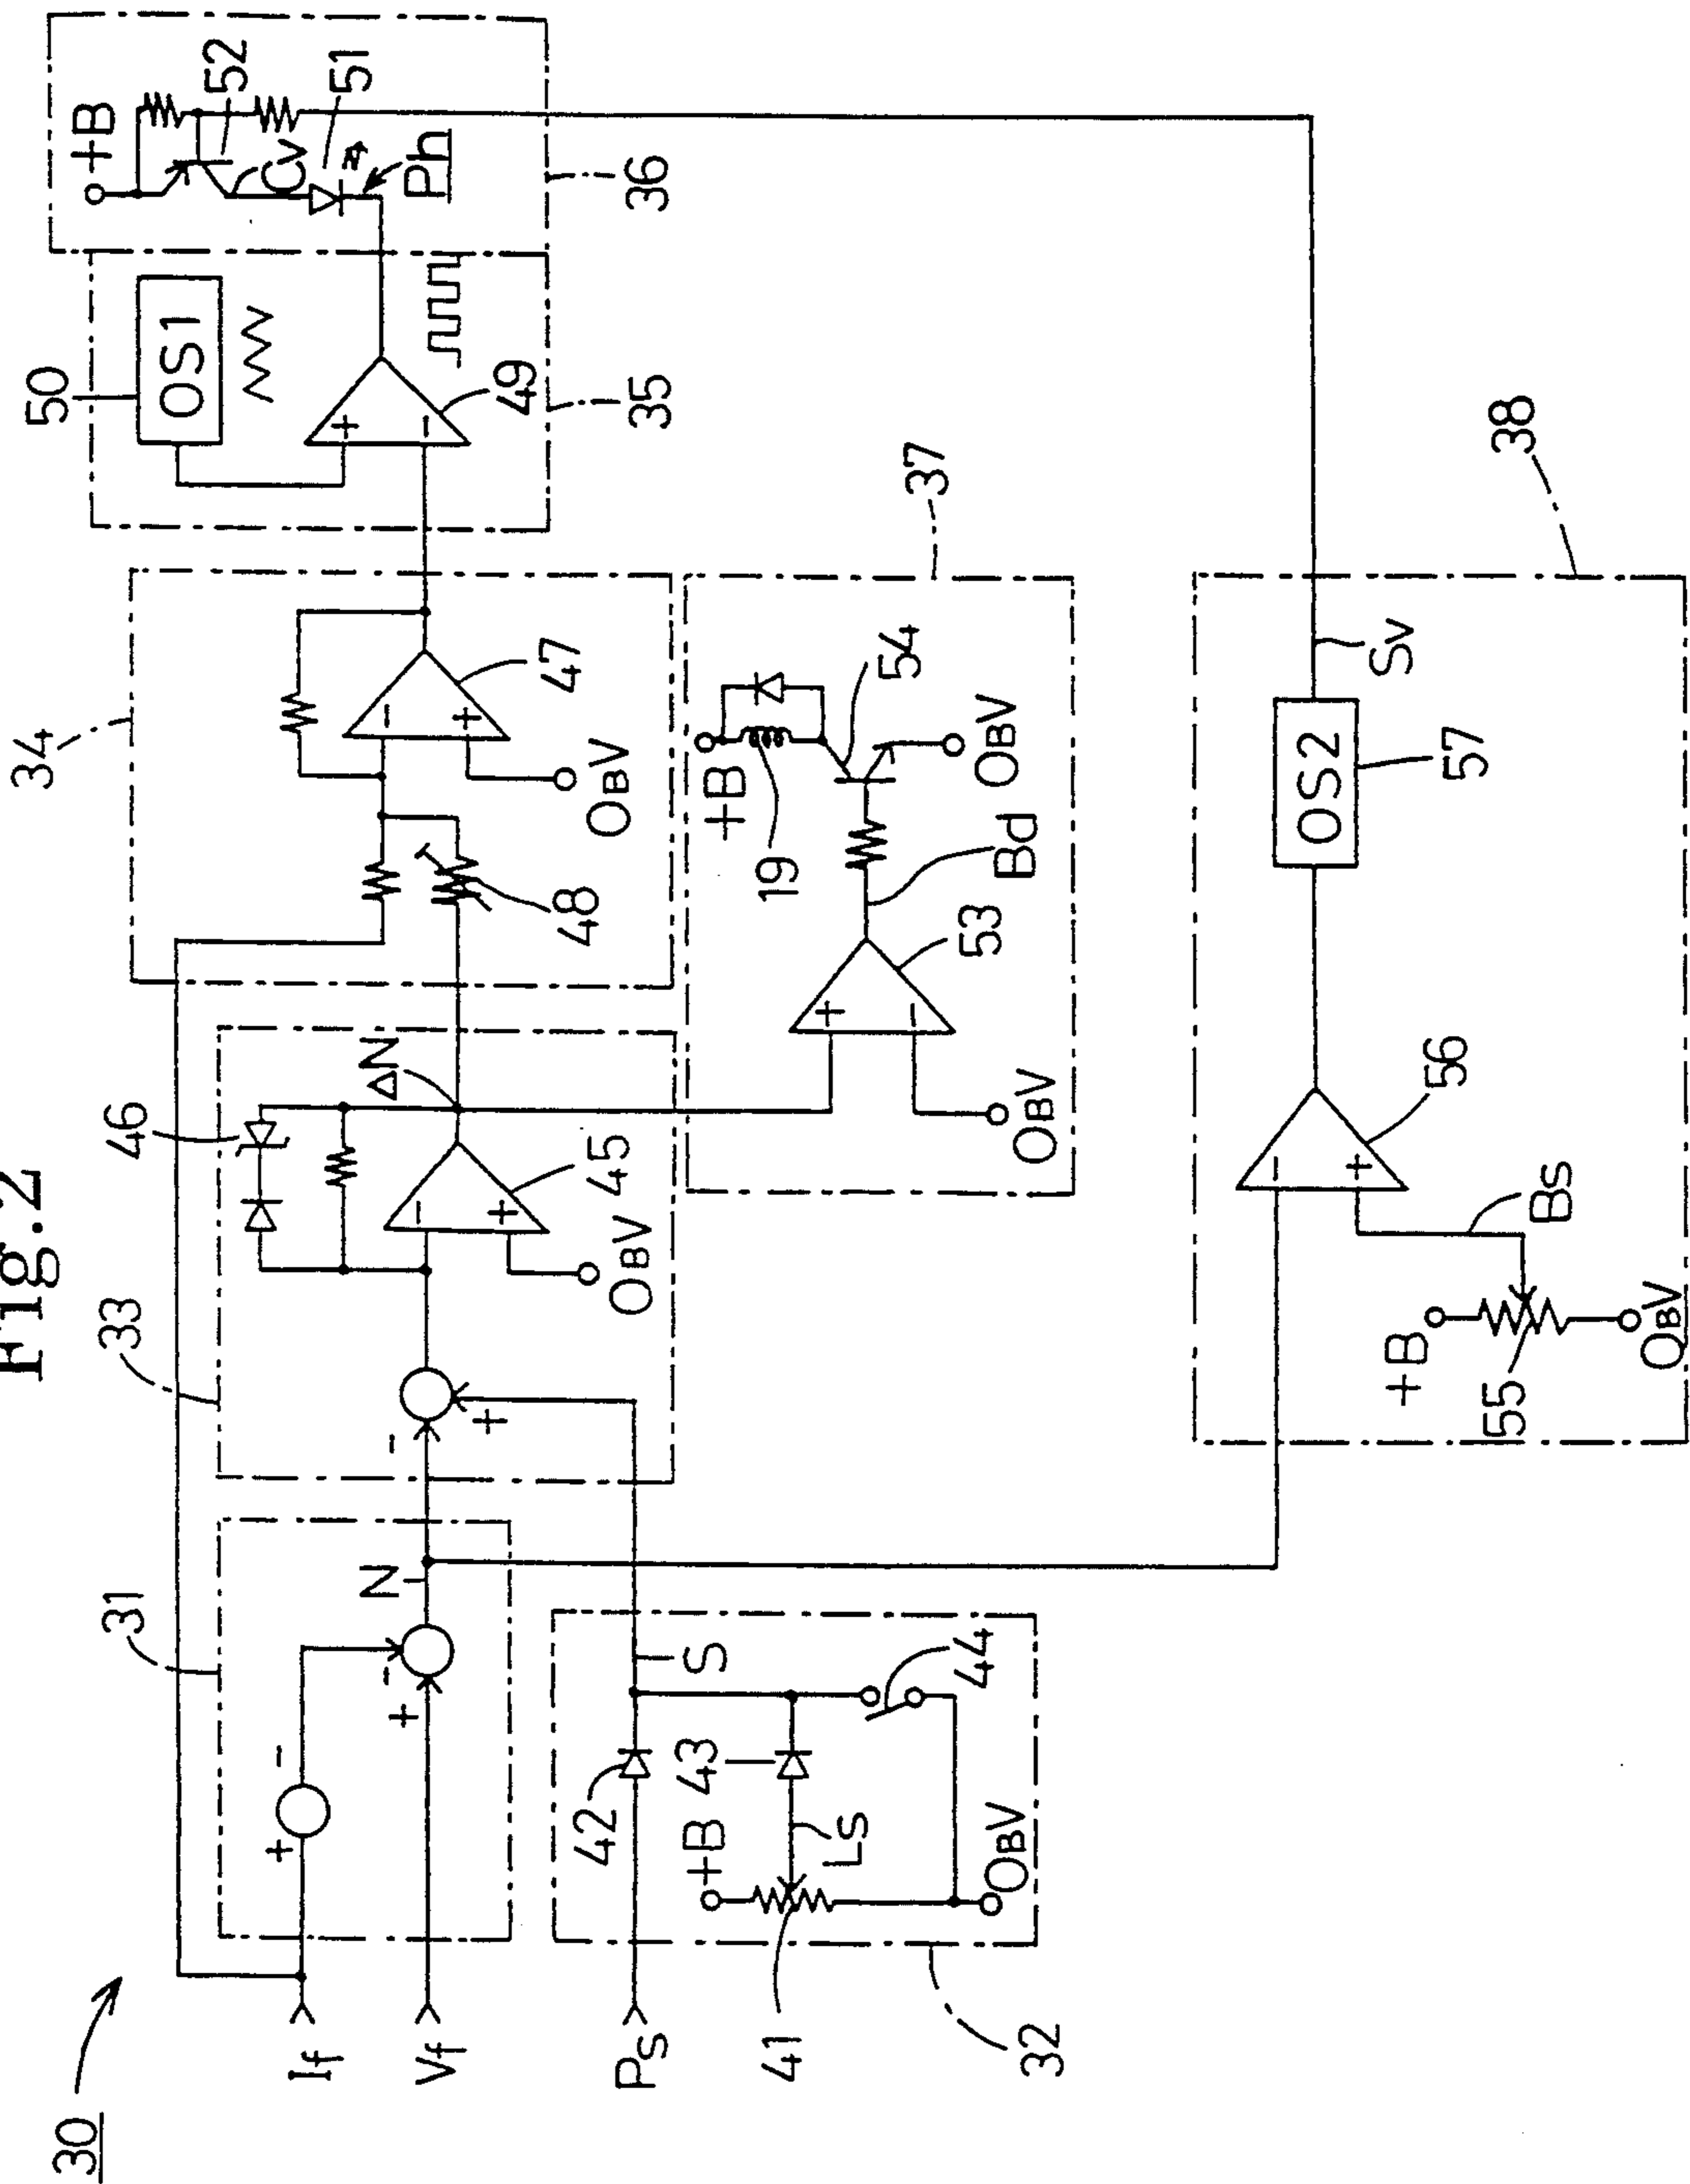 Fig.2
30
If
Vf
Ps
31
+
-
+
-
N
32
41
+B
Ls
42
43
44
S
OBV
33
-
+
46
-
+
45
OBV
ΔN
34
48
-
+
47
OBV
35
50
OS1
+
-
49
36
+B
52
51
Cv
Ph
37
+
-
53
OBV
Bd
+B
19
54
OBV
38
+B
55
OBV
Bs
-
+
56
OS2
57
Sv